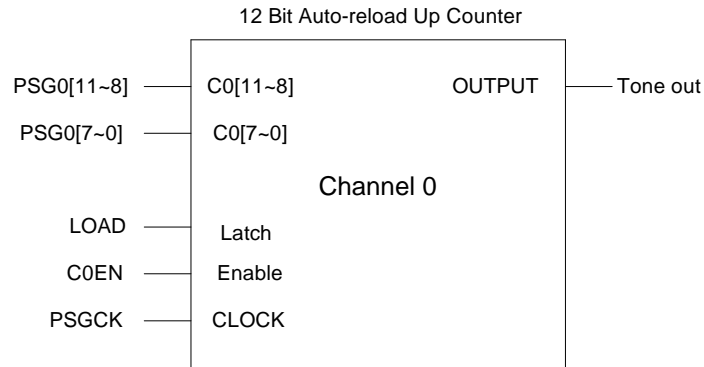 12 Bit Auto-reload Up Counter
PSG0[11~8] C0[11~8] OUTPUT Tone out
PSG0[7~0] C0[7~0]
Channel 0
LOAD Latch
C0EN Enable
PSGCK CLOCK